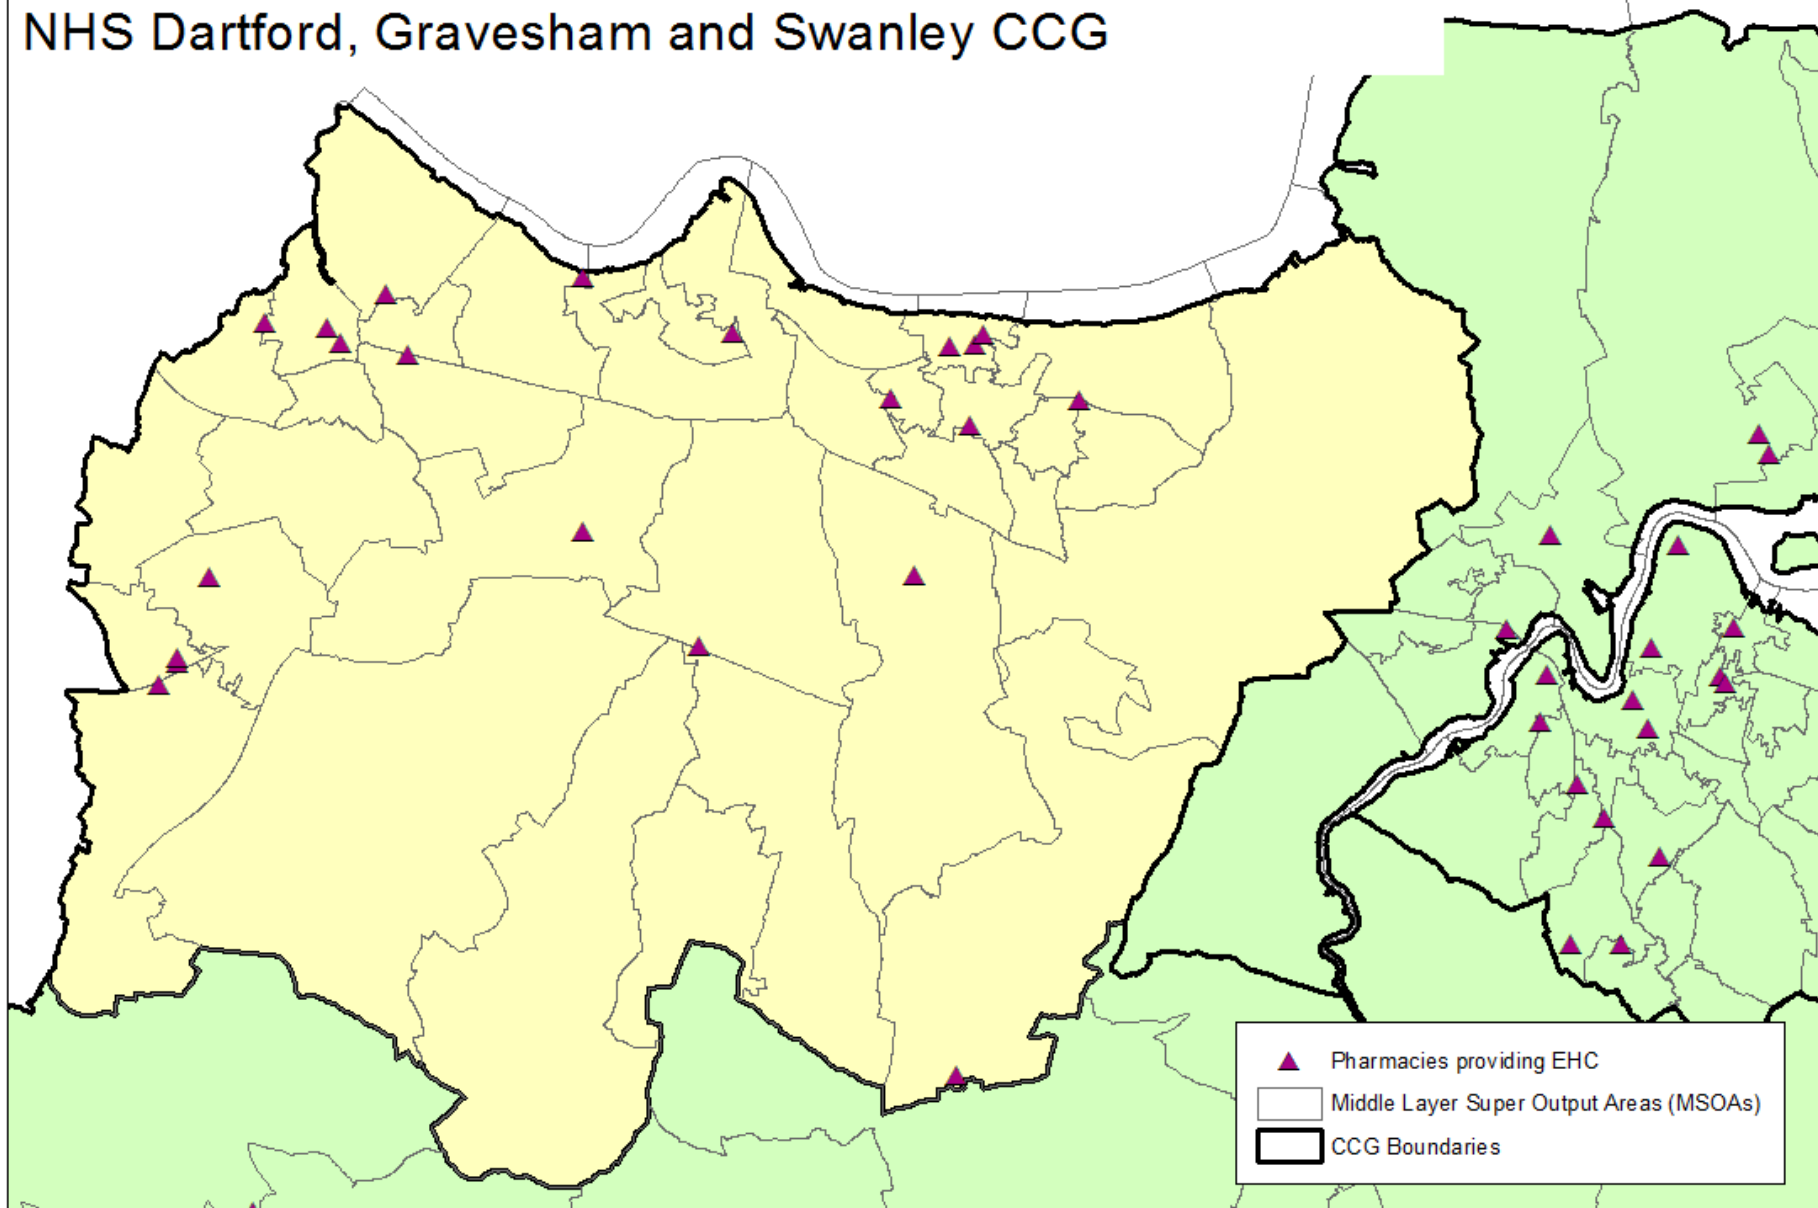 NHS Dartford, Gravesham and Swanley CCG
Pharmacies providing EHC
Middle Layer Super Output Areas (MSOAs)
CCG Boundaries